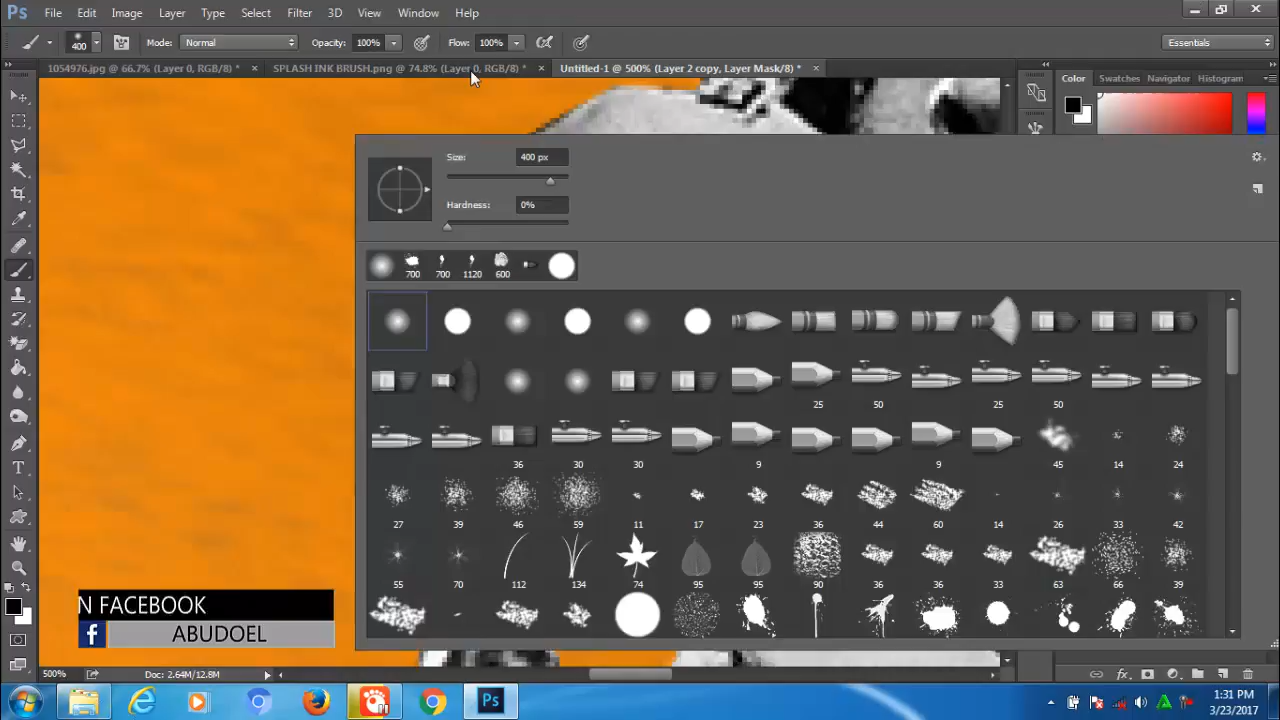 Ps File Edit Image Layer Type Select Filter 3D View Window Help
400 Mode: Normal Opacity: 100% Flow: 100% Essentials
1054976.jpg @ 66.7% (Layer 0, RGB/8) * × SPLASH INK BRUSH.png @ 74.8% (Layer 0, RGB/8) * × Untitled-1 @ 500% (Layer 2 copy, Layer Mask/8) * ×
Color Swatches Navigator Histogram
Size: 400 px
Hardness: 0%
700 700 1120 600
25 50 25 50
36 30 30 9 9 45 14 24
27 39 46 59 11 17 23 36 44 60 14 26 33 42
55 70 112 134 74 95 95 90 36 36 33 63 66 39
N FACEBOOK
f ABUDOEL
500% Doc: 2.64M/12.8M
fx
Ps 1:31 PM
3/23/2017